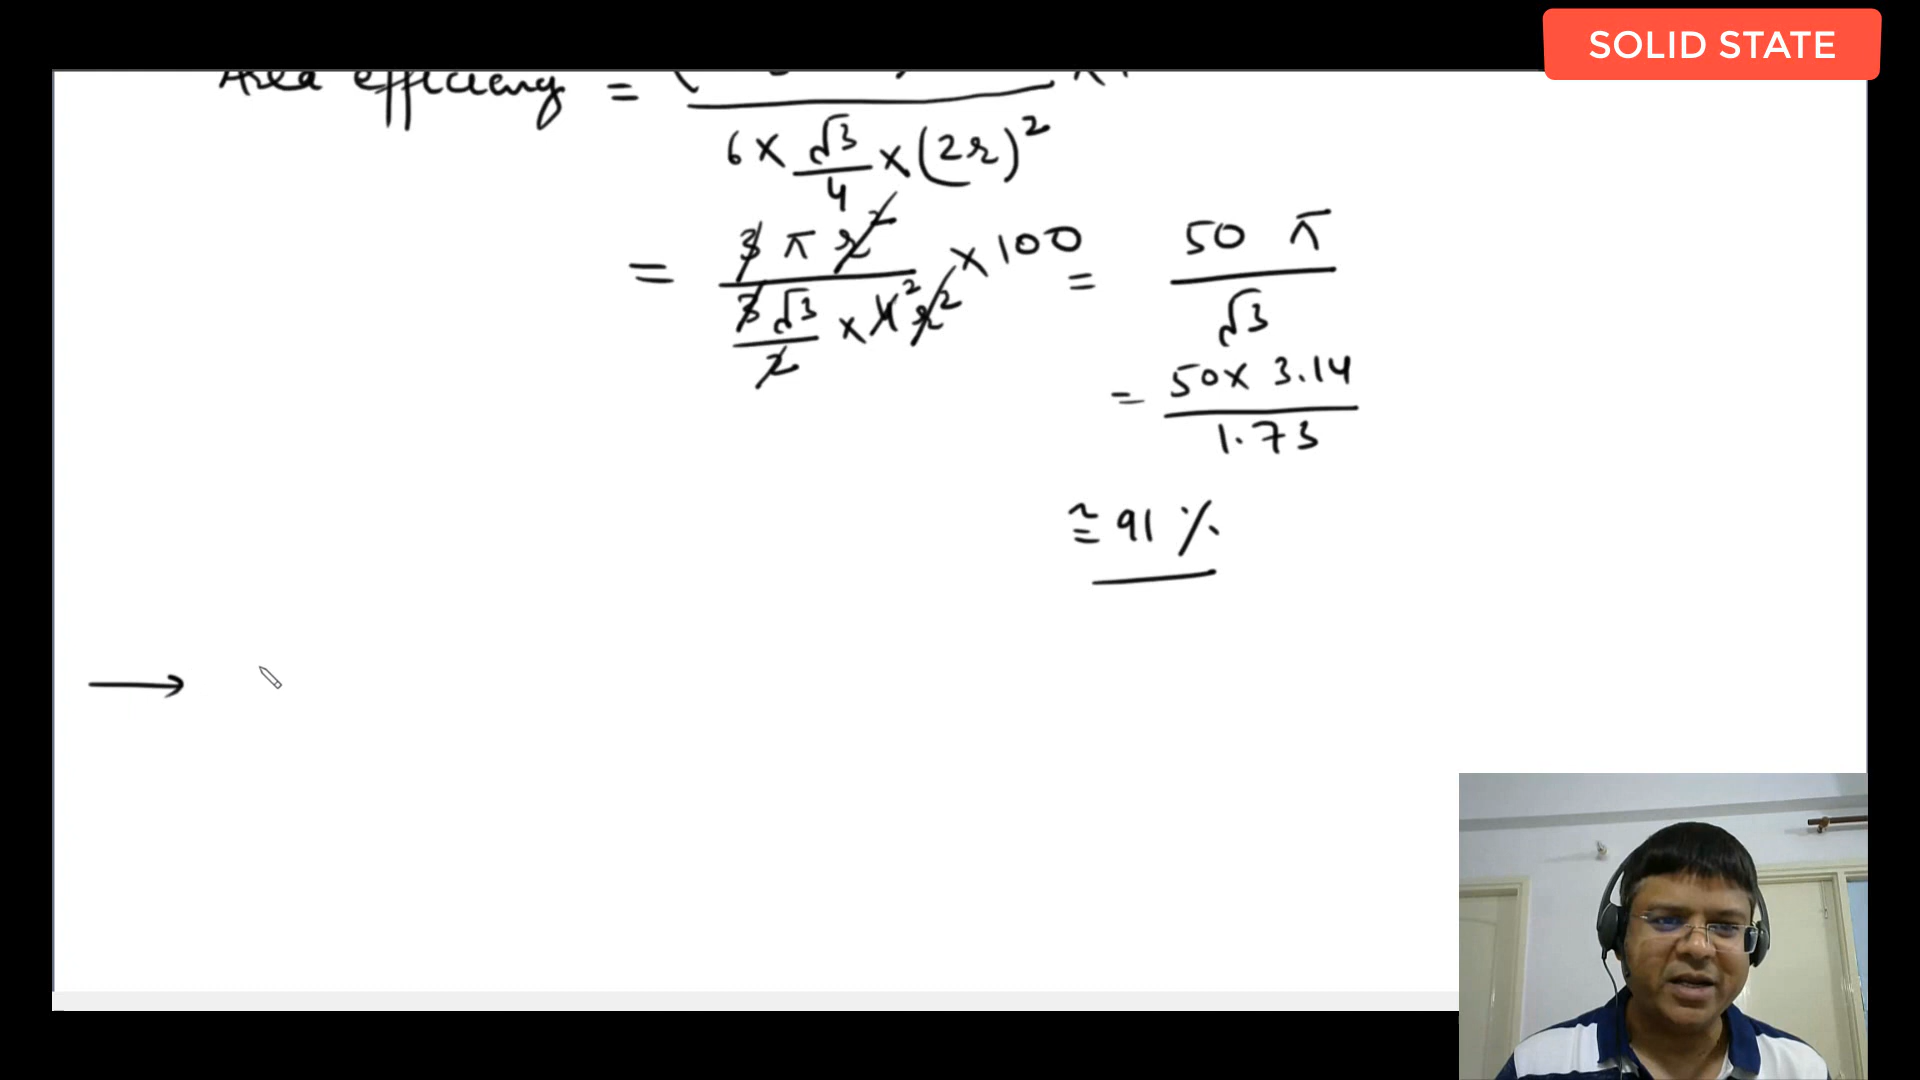 SOLID STATE
Area efficiency =
6 × √3/4 × (2r)²
= 3 π r² / (3√3/2 × 4 2 r²) × 100 = 50 π / √3
= 50 × 3.14 / 1.73
≅ 91 %
→